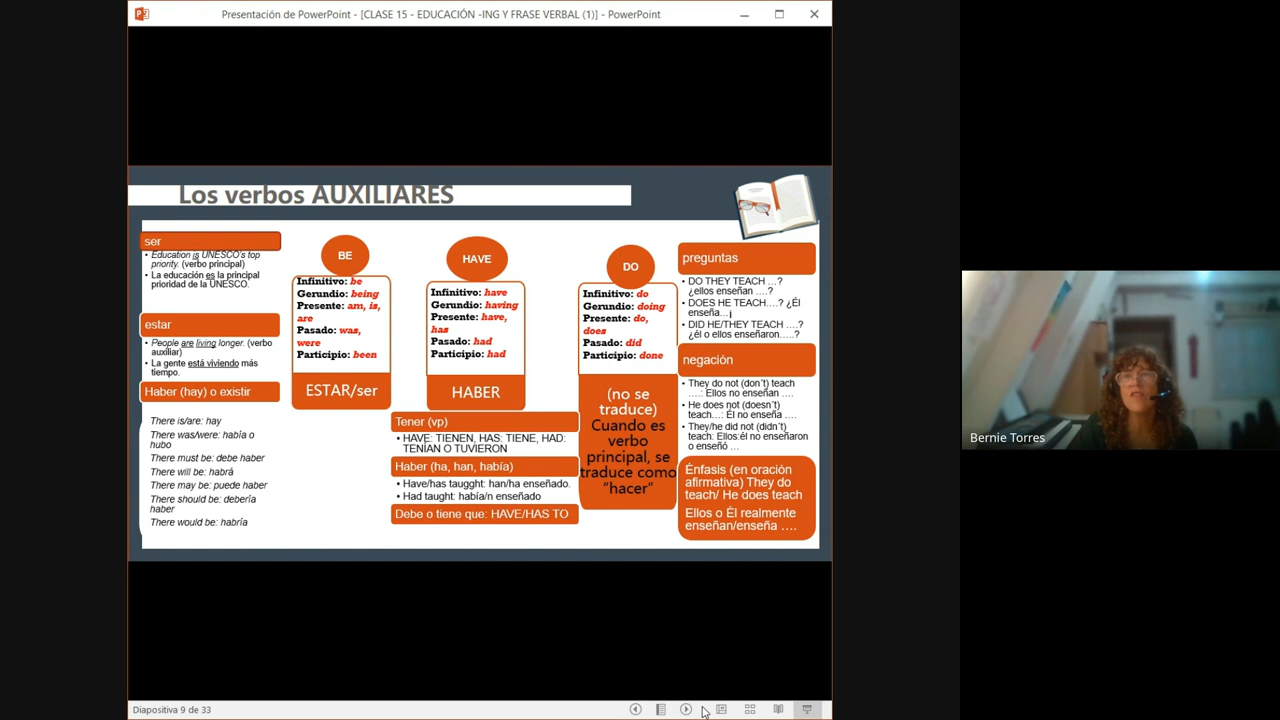 Presentación de PowerPoint - [CLASE 15 - EDUCACIÓN -ING Y FRASE VERBAL (1)] - PowerPoint
Los verbos AUXILIARES
ser
• Education is UNESCO's top
priority. (verbo principal)
• La educación es la principal
prioridad de la UNESCO.
estar
• People are living longer. (verbo
auxiliar)
• La gente está viviendo más
tiempo.
Haber (hay) o existir
There is/are: hay
There was/were: había o
hubo
There must be: debe haber
There will be: habrá
There may be: puede haber
There should be: debería
haber
There would be: habría
BE
Infinitivo: be
Gerundio: being
Presente: am, is,
are
Pasado: was,
were
Participio: been
ESTAR/ser
HAVE
Infinitivo: have
Gerundio: having
Presente: have,
has
Pasado: had
Participio: had
HABER
Tener (vp)
• HAVE: TIENEN, HAS: TIENE, HAD:
TENÍAN O TUVIERON
Haber (ha, han, había)
• Have/has taugght: han/ha enseñado.
• Had taught: había/n enseñado
Debe o tiene que: HAVE/HAS TO
DO
Infinitivo: do
Gerundio: doing
Presente: do,
does
Pasado: did
Participio: done
(no se
traduce)
Cuando es
verbo
principal, se
traduce como
“hacer”
preguntas
• DO THEY TEACH ...?
¿ellos enseñan ....?
• DOES HE TEACH....? ¿Él
enseña...¡
• DID HE/THEY TEACH ....?
¿él o ellos enseñaron.....?
negación
• They do not (don´t) teach
....: Ellos no enseñan ....
• He does not (doesn´t)
teach...: Él no enseña ....
• They/he did not (didn´t)
teach: Ellos:él no enseñaron
o enseñó ...
Énfasis (en oración
afirmativa) They do
teach/ He does teach
Ellos o Él realmente
enseñan/enseña ....
Bernie Torres
Diapositiva 9 de 33